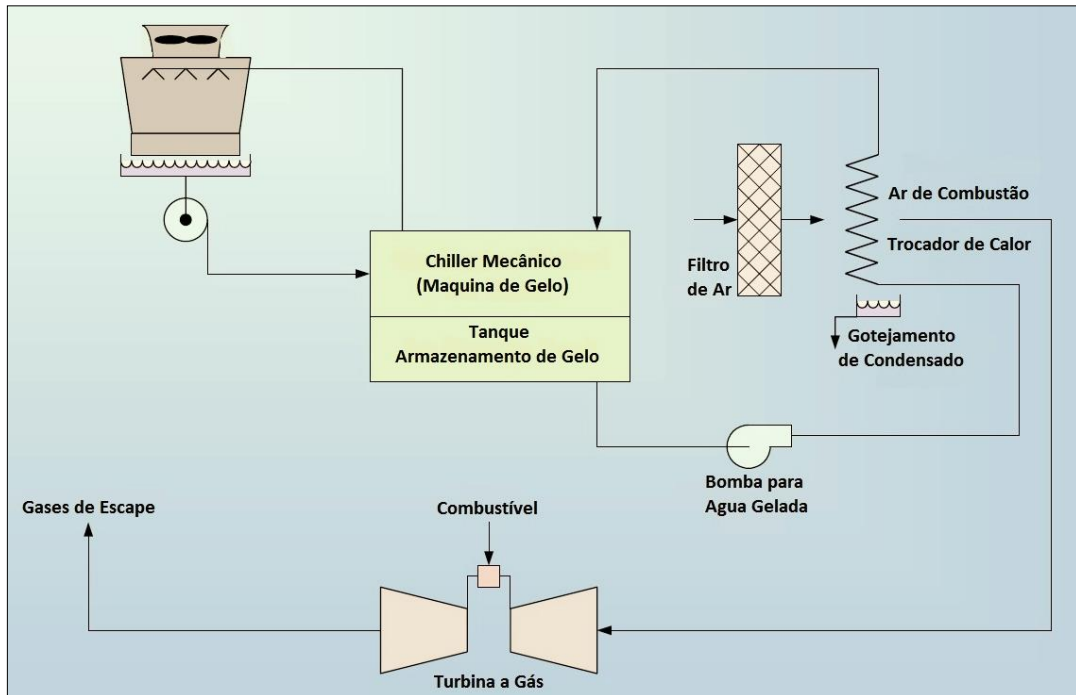 Chiller Mecânico
(Maquina de Gelo)
Tanque
Armazenamento de Gelo
Filtro
de Ar
Ar de Combustão
Trocador de Calor
Gotejamento
de Condensado
Bomba para
Agua Gelada
Gases de Escape
Combustível
Turbina a Gás